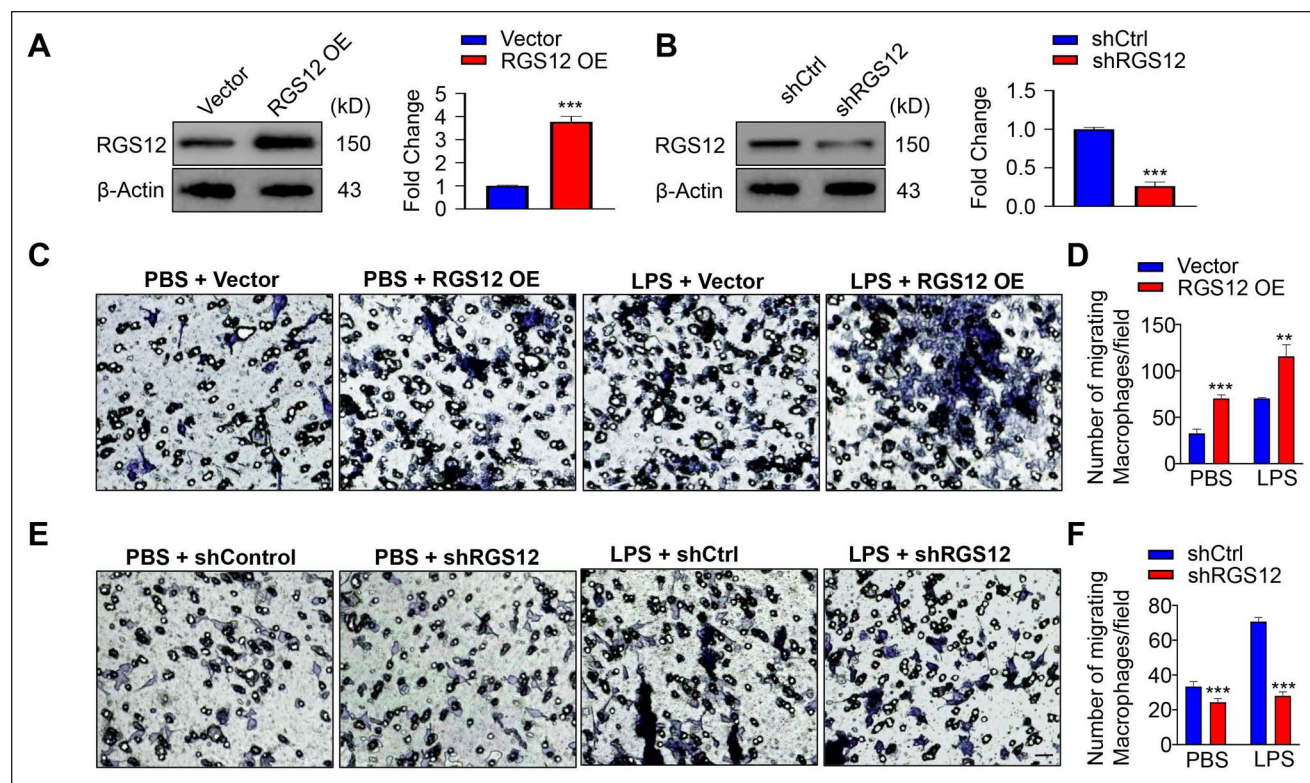 A
Vector
RGS12 OE
(kD)
RGS12
150
β-Actin
43
Vector
RGS12 OE
Fold Change
5
4
3
2
1
0
***
B
shCtrl
shRGS12
(kD)
RGS12
150
β-Actin
43
shCtrl
shRGS12
Fold Change
1.5
1.0
0.5
0.0
***
C
PBS + Vector
PBS + RGS12 OE
LPS + Vector
LPS + RGS12 OE
D
Vector
RGS12 OE
Number of migrating
Macrophages/field
150
100
50
0
***
**
PBS
LPS
E
PBS + shControl
PBS + shRGS12
LPS + shCtrl
LPS + shRGS12
F
shCtrl
shRGS12
Number of migrating
Macrophages/field
80
60
40
20
0
***
***
PBS
LPS